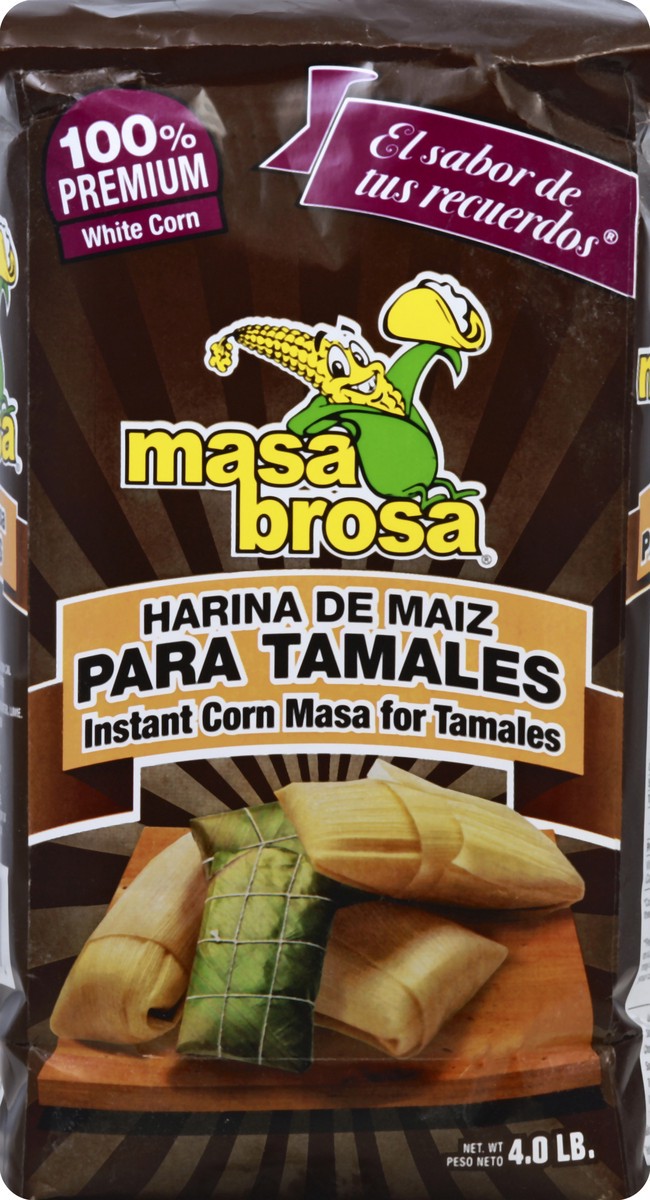 100%
PREMIUM
White Corn
El sabor de
tus recuerdos®
masa
brosa®
HARINA DE MAIZ
PARA TAMALES
Instant Corn Masa for Tamales
NET. WT
PESO NETO 4.0 LB.